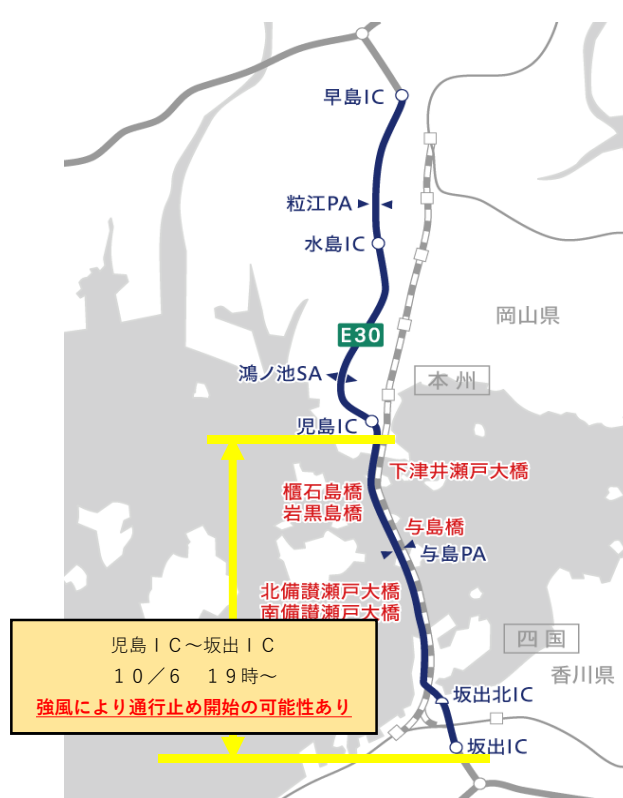 早島IC
粒江PA
水島IC
岡山県
E30
鴻ノ池SA
本州
児島IC
下津井瀬戸大橋
櫃石島橋
岩黒島橋
与島橋
与島PA
北備讃瀬戸大橋
南備讃瀬戸大橋
児島IC～坂出IC
10／6　19時～
強風により通行止め開始の可能性あり
四国
香川県
坂出北IC
坂出IC